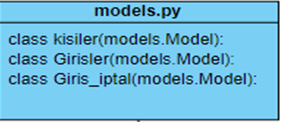 models.py
class kisiler(models.Model):
class Girisler(models.Model):
class Giris_iptal(models.Model):